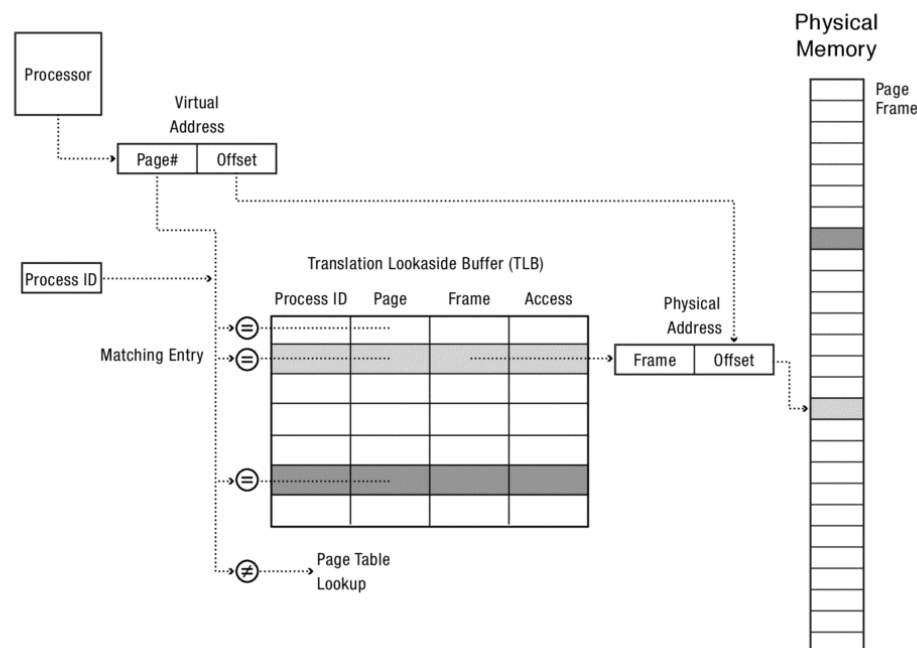 Physical
Memory
Processor
Page
Frame
Virtual
Address
Page#
Offset
Process ID
Translation Lookaside Buffer (TLB)
Process ID
Page
Frame
Access
Physical
Address
=
=
Matching Entry
Frame
Offset
=
≠
Page Table
Lookup